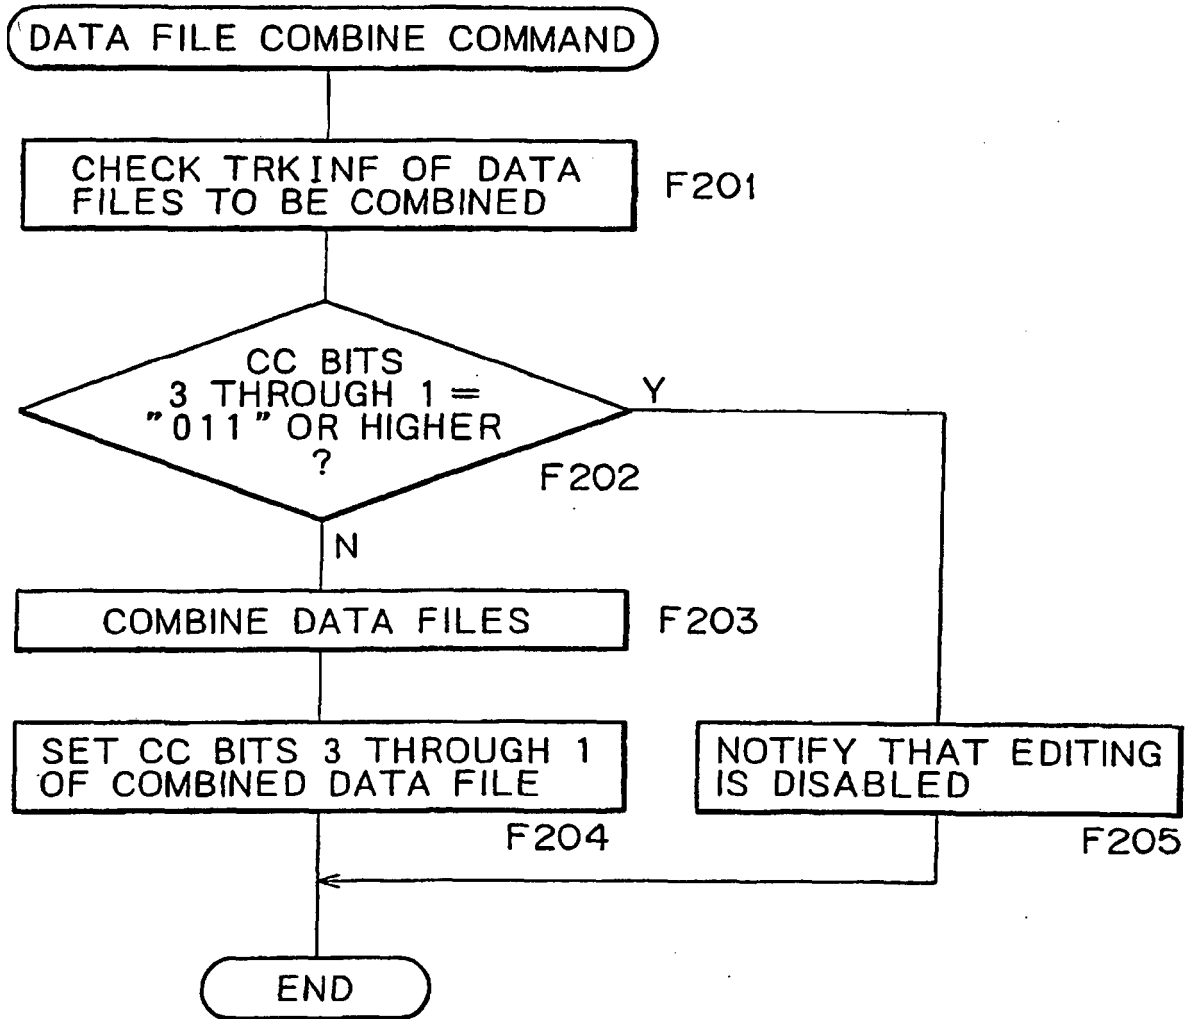 DATA FILE COMBINE COMMAND
CHECK TRKINF OF DATA
FILES TO BE COMBINED
F201
CC BITS
3 THROUGH 1 =
"011" OR HIGHER
?
Y
F202
N
COMBINE DATA FILES
F203
SET CC BITS 3 THROUGH 1
OF COMBINED DATA FILE
F204
NOTIFY THAT EDITING
IS DISABLED
F205
END